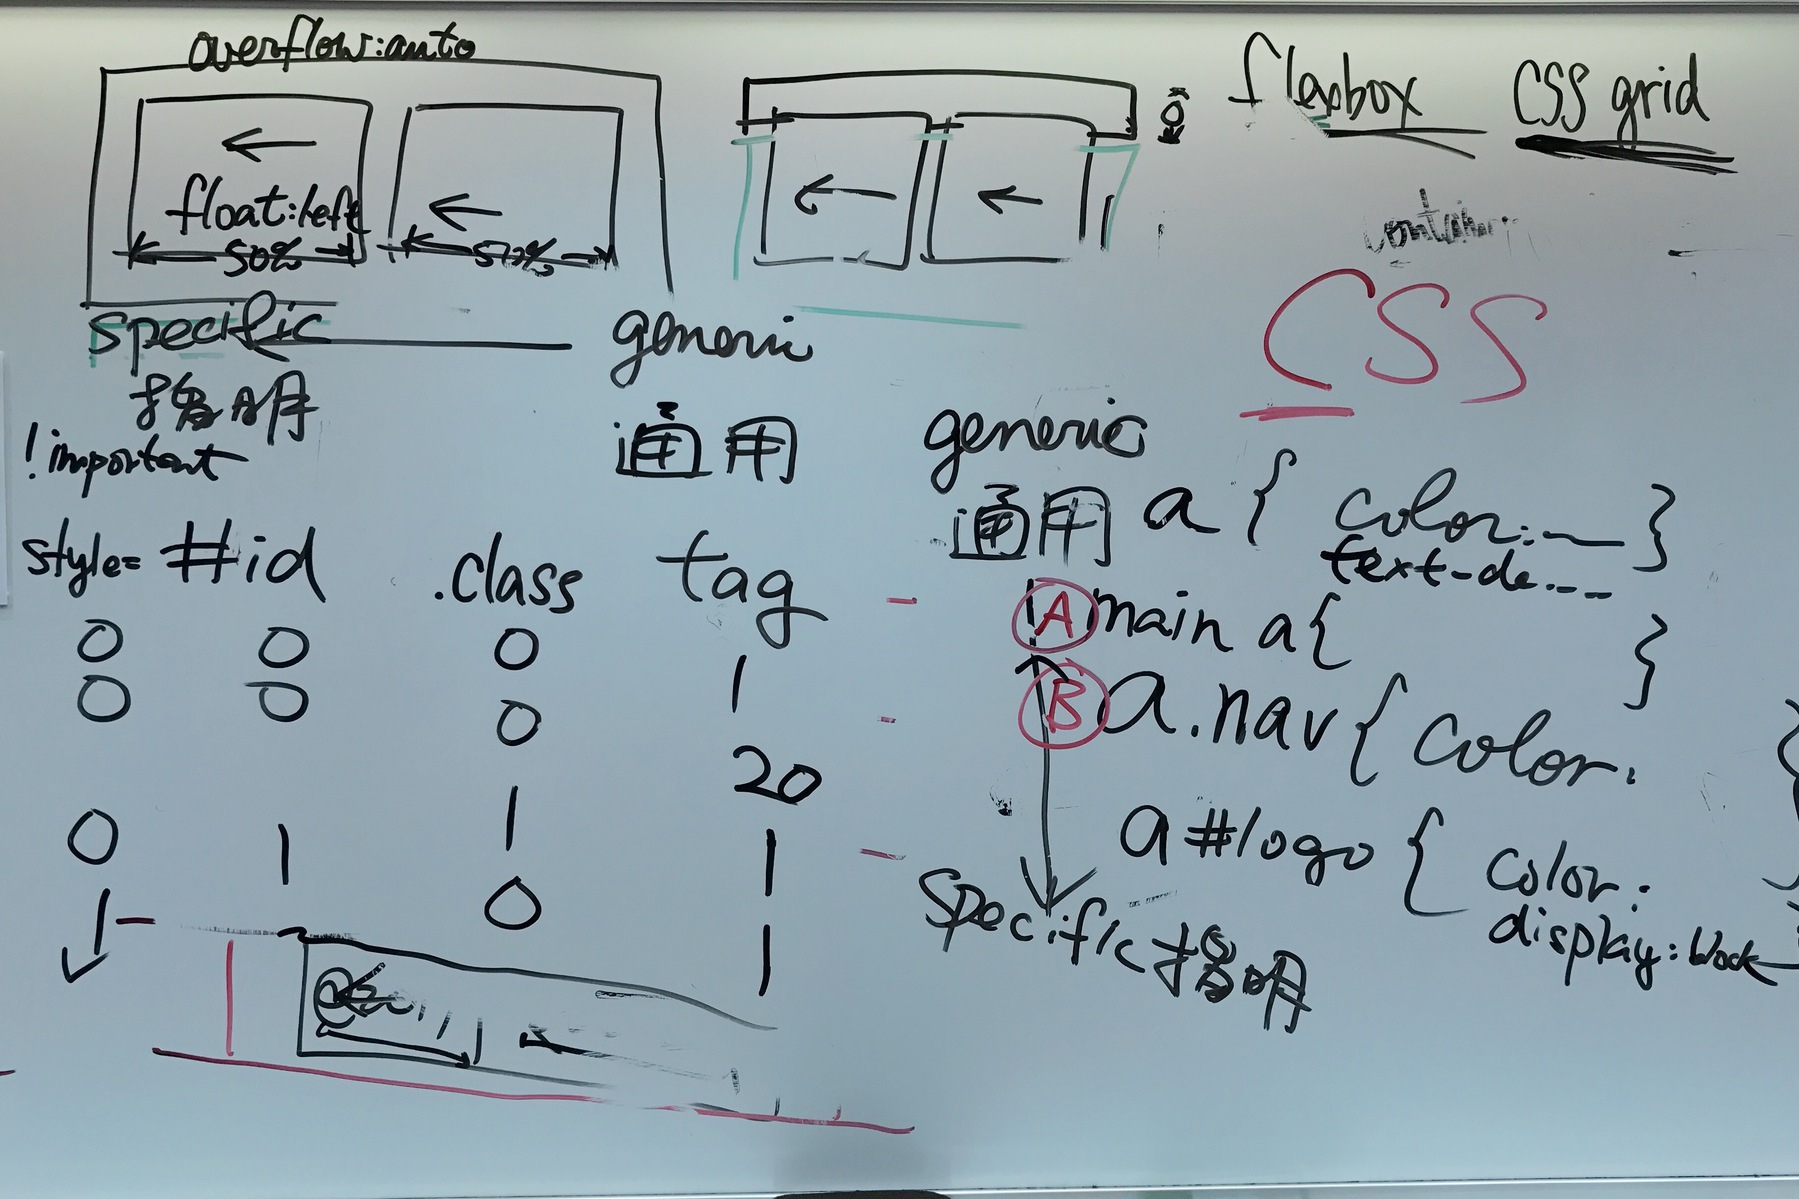 overflow:auto
float:left
50%
50%
0
flexbox
CSS grid
container
CSS
specific
generic
指明
通用
!important
style= #id .class tag
0 0 0 1
0 0 0 20
0 1 1 1
0 1
generic
通用
a { color: }
text-de...
A main a{ }
B a.nav{ color: }
a#logo { color:
display:block
specific 指明